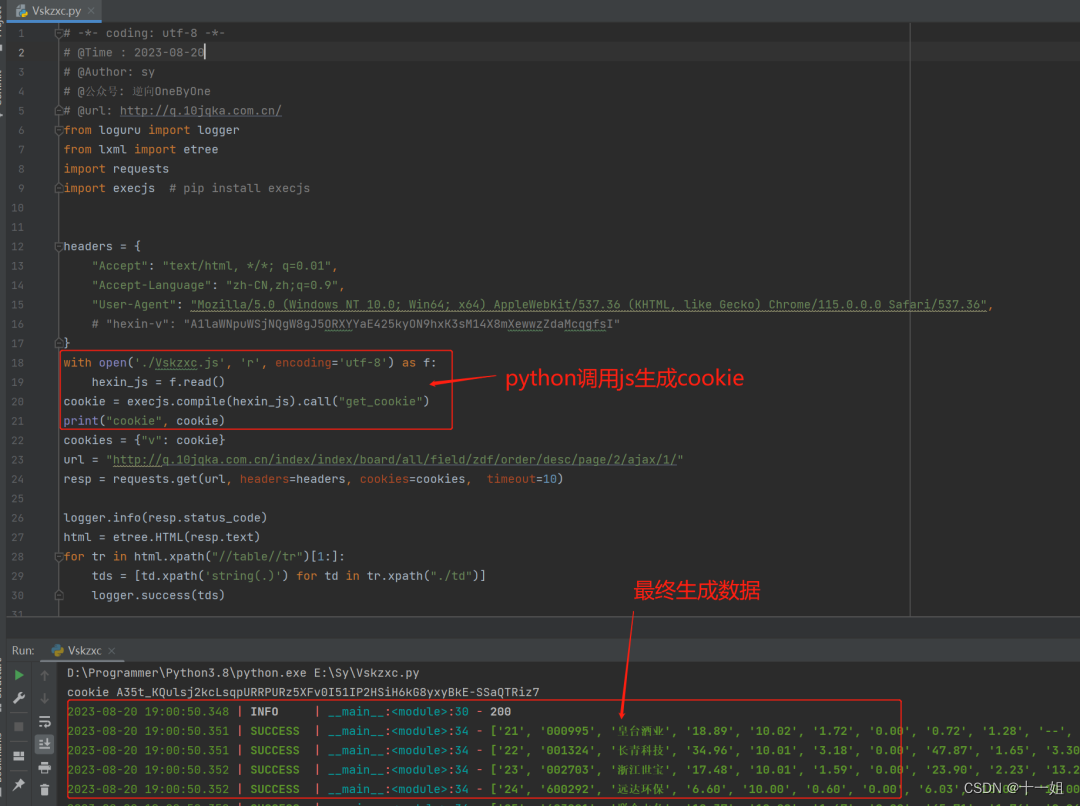 Vskzxc.py
1 # -*- coding: utf-8 -*-
2 # @Time : 2023-08-20
3 # @Author: sy
4 # @公众号: 逆向OneByOne
5 # @url: http://q.10jqka.com.cn/
6 from loguru import logger
7 from lxml import etree
8 import requests
9 import execjs  # pip install execjs
10
11
12 headers = {
13     "Accept": "text/html, */*; q=0.01",
14     "Accept-Language": "zh-CN,zh;q=0.9",
15     "User-Agent": "Mozilla/5.0 (Windows NT 10.0; Win64; x64) AppleWebKit/537.36 (KHTML, like Gecko) Chrome/115.0.0.0 Safari/537.36",
16     # "hexin-v": "A1laWNpuWSjNQgW8gJ5ORXYYaE425kyON9hxK3sM14X8mXewwzZdaMcqgfsI"
17 }
18 with open('./Vskzxc.js', 'r', encoding='utf-8') as f:
19     hexin_js = f.read()
python调用js生成cookie
20 cookie = execjs.compile(hexin_js).call("get_cookie")
21 print("cookie", cookie)
22 cookies = {"v": cookie}
23 url = "http://q.10jqka.com.cn/index/index/board/all/field/zdf/order/desc/page/2/ajax/1/"
24 resp = requests.get(url, headers=headers, cookies=cookies,  timeout=10)
25
26 logger.info(resp.status_code)
27 html = etree.HTML(resp.text)
28 for tr in html.xpath("//table//tr")[1:]:
29     tds = [td.xpath('string(.)') for td in tr.xpath("./td")]
最终生成数据
30     logger.success(tds)
31
Run: Vskzxc
D:\Programmer\Python3.8\python.exe E:\Sy\Vskzxc.py
cookie A35t_KQulsj2kcLsqpURRPURz5XFv0I51IP2HSiH6kG8yxyBkE-SSaQTRiz7
2023-08-20 19:00:50.348 | INFO     | __main__:<module>:30 - 200
2023-08-20 19:00:50.351 | SUCCESS  | __main__:<module>:34 - ['21', '000995', '皇台酒业', '18.89', '10.02', '1.72', '0.00', '0.72', '1.28', '--',
2023-08-20 19:00:50.351 | SUCCESS  | __main__:<module>:34 - ['22', '001324', '长青科技', '34.96', '10.01', '3.18', '0.00', '47.87', '1.65', '3.30
2023-08-20 19:00:50.352 | SUCCESS  | __main__:<module>:34 - ['23', '002703', '浙江世宝', '17.48', '10.01', '1.59', '0.00', '23.90', '2.23', '13.2
2023-08-20 19:00:50.352 | SUCCESS  | __main__:<module>:34 - ['24', '600292', '远达环保', '6.60', '10.00', '0.60', '0.00', '6.03',
CSDN @十一姐